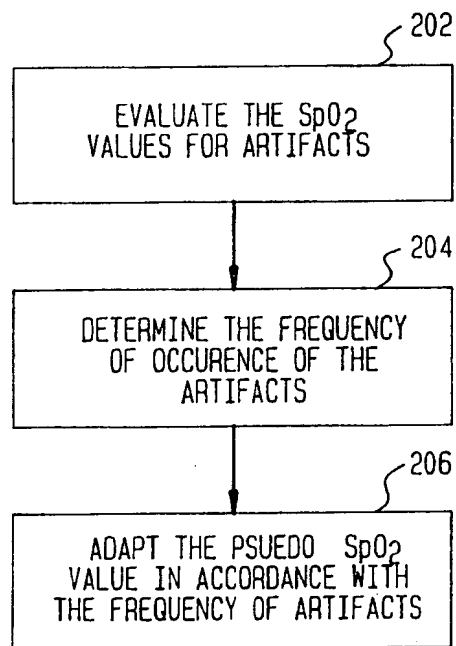 202
EVALUATE THE SpO2
VALUES FOR ARTIFACTS
204
DETERMINE THE FREQUENCY
OF OCCURENCE OF THE
ARTIFACTS
206
ADAPT THE PSUEDO SpO2
VALUE IN ACCORDANCE WITH
THE FREQUENCY OF ARTIFACTS